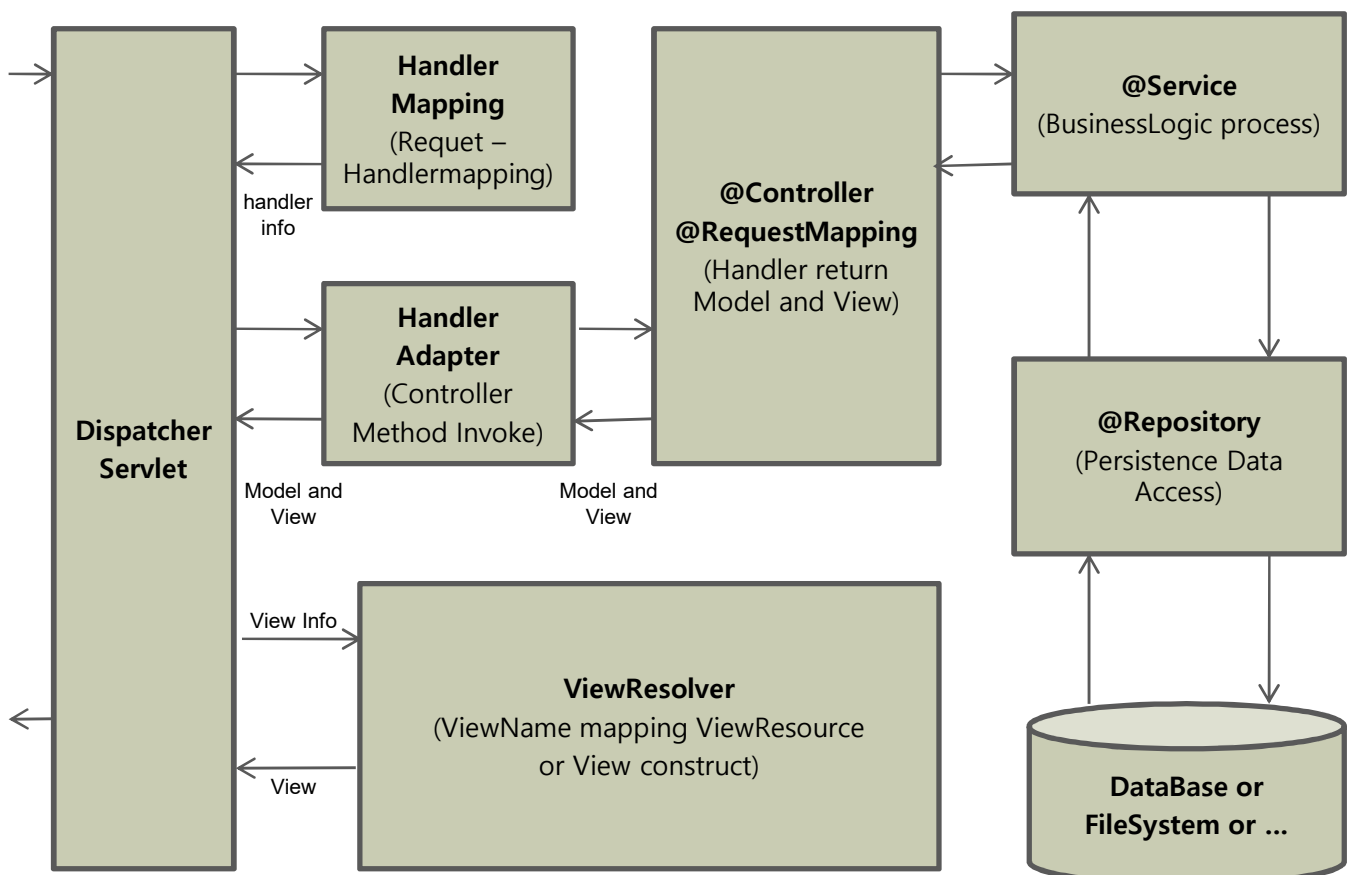 Handler
Mapping
(Requet –
Handlermapping)
handler
info
Handler
Adapter
(Controller
Method Invoke)
Dispatcher
Servlet
Model and
View
Model and
View
@Controller
@RequestMapping
(Handler return
Model and View)
@Service
(BusinessLogic process)
@Repository
(Persistence Data
Access)
View Info
ViewResolver
(ViewName mapping ViewResource
or View construct)
View
DataBase or
FileSystem or ...